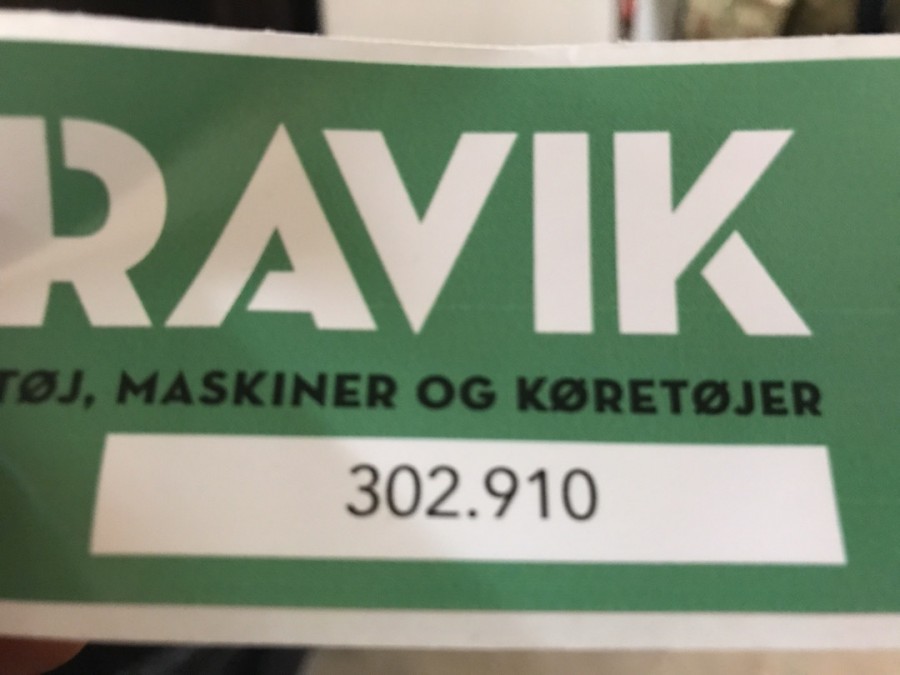 RAVIK
TØJ, MASKINER OG KØRETØJER
302.910